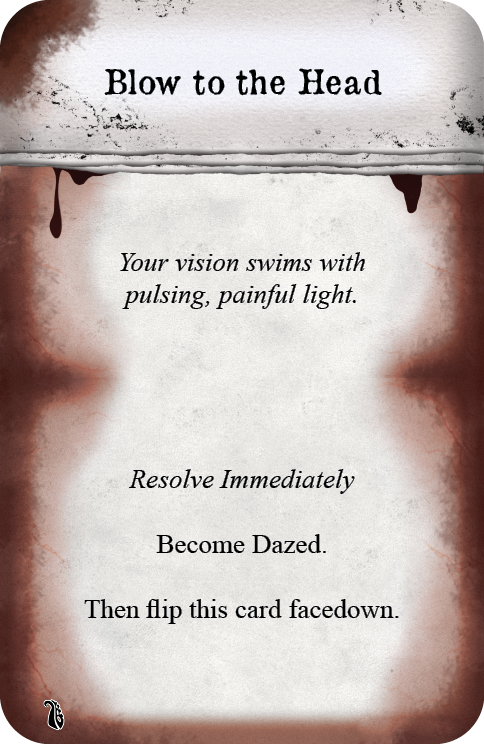 Blow to the Head
Your vision swims with
pulsing, painful light.
Resolve Immediately
Become Dazed.
Then flip this card facedown.